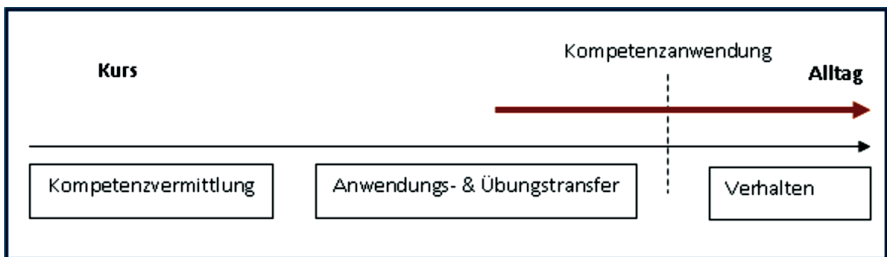 Kompetenzanwendung
Kurs
Alltag
Kompetenzvermittlung
Anwendungs- & Übungstransfer
Verhalten